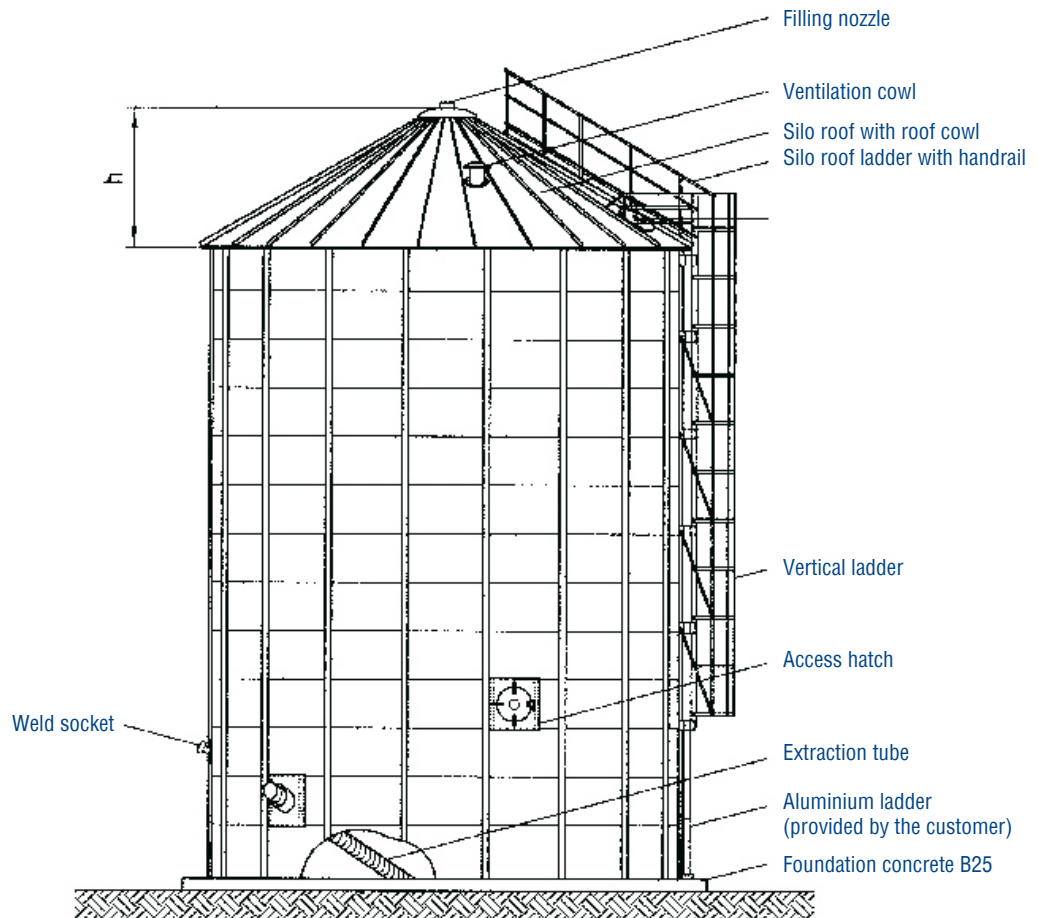 Filling nozzle
Ventilation cowl
Silo roof with roof cowl
Silo roof ladder with handrail
h
Vertical ladder
Access hatch
Weld socket
Extraction tube
Aluminium ladder
(provided by the customer)
Foundation concrete B25